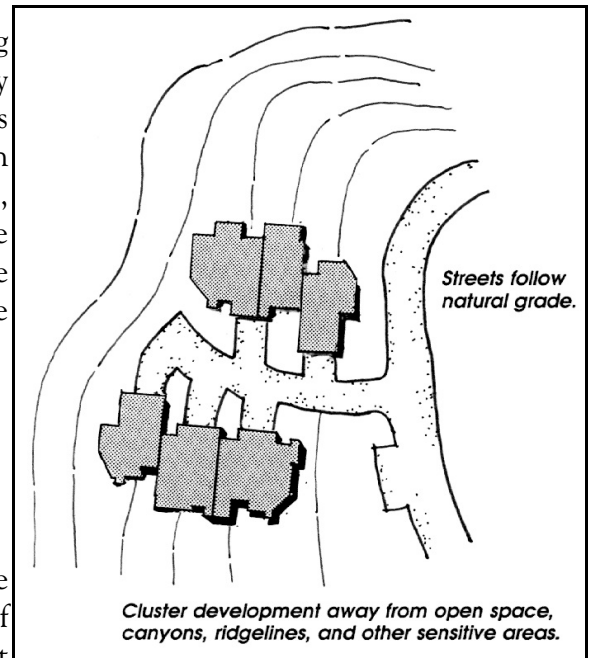 Streets follow
natural grade.
Cluster development away from open space,
canyons, ridgelines, and other sensitive areas.